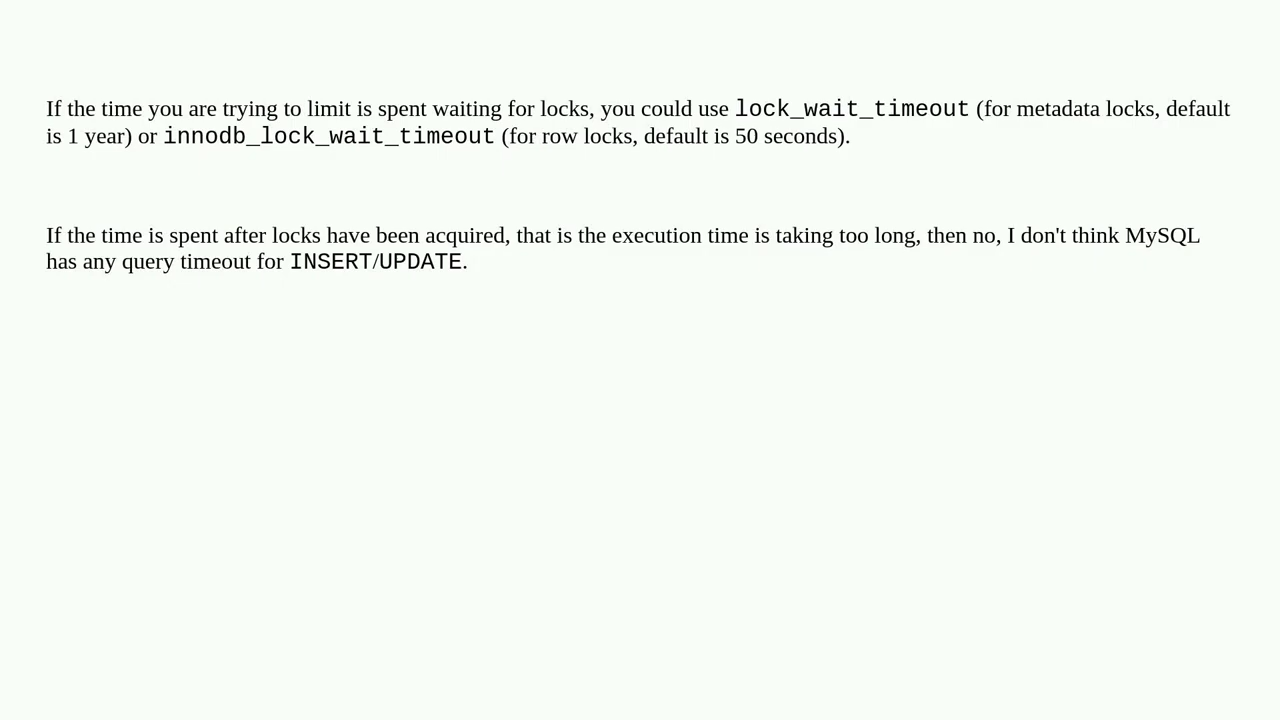 If the time you are trying to limit is spent waiting for locks, you could use lock_wait_timeout (for metadata locks, default
is 1 year) or innodb_lock_wait_timeout (for row locks, default is 50 seconds).
If the time is spent after locks have been acquired, that is the execution time is taking too long, then no, I don't think MySQL
has any query timeout for INSERT/UPDATE.